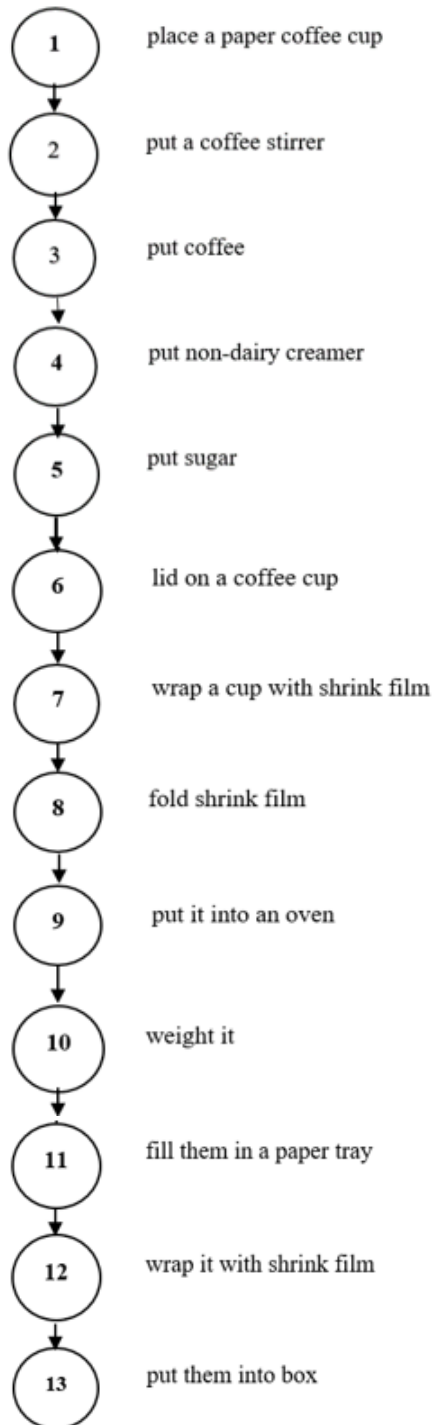 1 place a paper coffee cup
2 put a coffee stirrer
3 put coffee
4 put non-dairy creamer
5 put sugar
6 lid on a coffee cup
7 wrap a cup with shrink film
8 fold shrink film
9 put it into an oven
10 weight it
11 fill them in a paper tray
12 wrap it with shrink film
13 put them into box